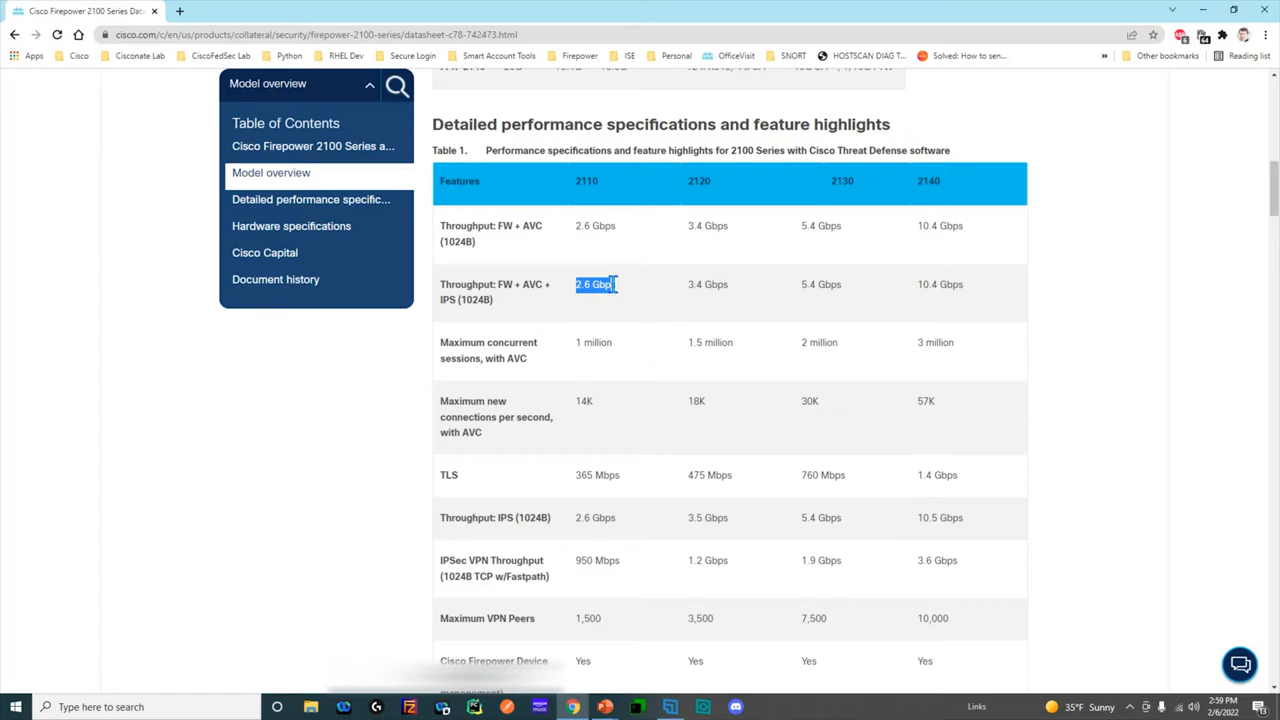 Cisco Firepower 2100 Series Dat
cisco.com/c/en/us/products/collateral/security/firepower-2100-series/datasheet-c78-742473.html
Apps
Cisco
Cisconate Lab
CiscoFedSec Lab
Python
RHEL Dev
Secure Login
Smart Account Tools
Firepower
ISE
Personal
OfficeVisit
SNORT
HOSTSCAN DIAG T...
Solved: How to sen...
»
Other bookmarks
Reading list
Model overview
Table of Contents
Cisco Firepower 2100 Series a...
Model overview
Detailed performance specific...
Hardware specifications
Cisco Capital
Document history
Detailed performance specifications and feature highlights
Table 1. Performance specifications and feature highlights for 2100 Series with Cisco Threat Defense software
Features 2110 2120 2130 2140
Throughput: FW + AVC 2.6 Gbps 3.4 Gbps 5.4 Gbps 10.4 Gbps
(1024B)
Throughput: FW + AVC + 2.6 Gbp 3.4 Gbps 5.4 Gbps 10.4 Gbps
IPS (1024B)
Maximum concurrent 1 million 1.5 million 2 million 3 million
sessions, with AVC
Maximum new 14K 18K 30K 57K
connections per second,
with AVC
TLS 365 Mbps 475 Mbps 760 Mbps 1.4 Gbps
Throughput: IPS (1024B) 2.6 Gbps 3.5 Gbps 5.4 Gbps 10.5 Gbps
IPSec VPN Throughput 950 Mbps 1.2 Gbps 1.9 Gbps 3.6 Gbps
(1024B TCP w/Fastpath)
Maximum VPN Peers 1,500 3,500 7,500 10,000
Cisco Firepower Device Yes Yes Yes Yes
Type here to search
Links
35°F Sunny
2:59 PM
2/6/2022